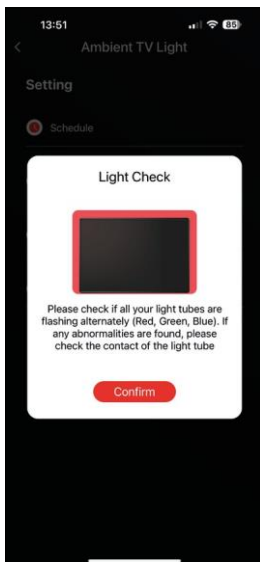 13:51
85
Ambient TV Light
Setting
Schedule
Light Check
Please check if all your light tubes are
flashing alternately (Red, Green, Blue). If
any abnormalities are found, please
check the contact of the light tube
Confirm